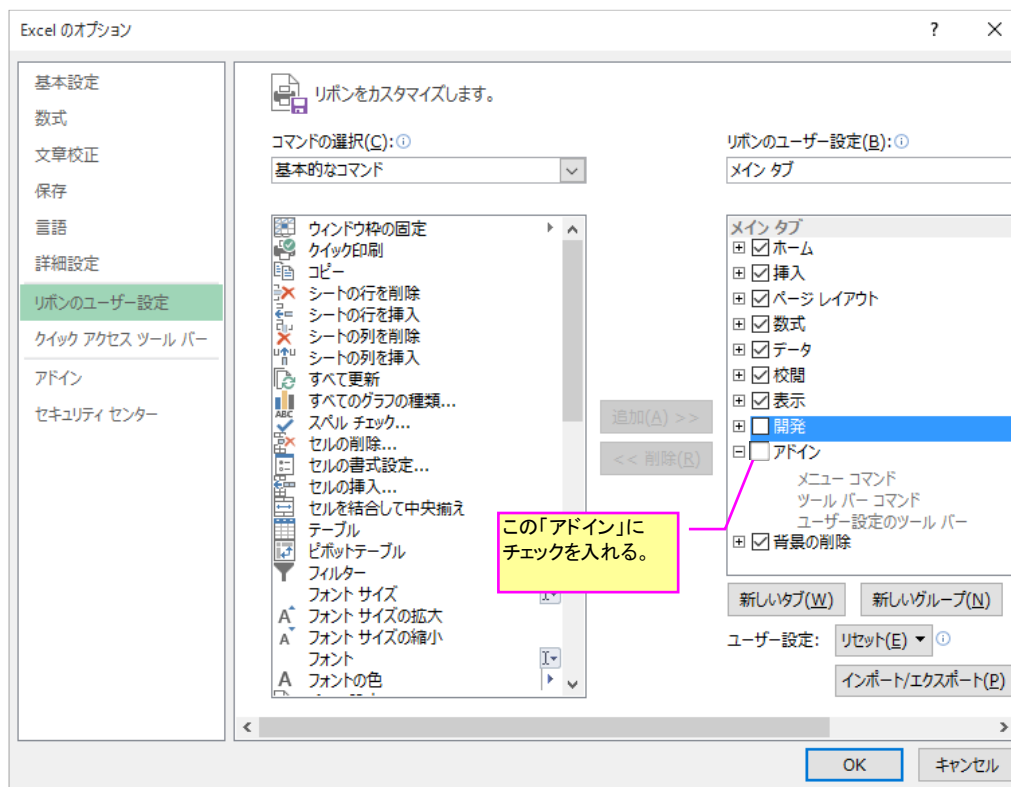 Excel のオプション
?
基本設定
数式
文章校正
保存
言語
詳細設定
リボンのユーザー設定
クイック アクセス ツール バー
アドイン
セキュリティ センター
リボンをカスタマイズします。
コマンドの選択(C):
基本的なコマンド
ウィンドウ枠の固定
クイック印刷
コピー
シートの行を削除
シートの行を挿入
シートの列を削除
シートの列を挿入
すべて更新
すべてのグラフの種類...
スペル チェック...
セルの削除...
セルの書式設定...
セルの挿入...
セルを結合して中央揃え
テーブル
ピボットテーブル
フィルター
フォント サイズ
フォント サイズの拡大
フォント サイズの縮小
フォント
フォントの色
追加(A) >>
<< 削除(R)
リボンのユーザー設定(B):
メイン タブ
メイン タブ
ホーム
挿入
ページ レイアウト
数式
データ
校閲
表示
開発
アドイン
メニュー コマンド
ツール バー コマンド
ユーザー設定のツール バー
背景の削除
この「アドイン」に
チェックを入れる。
新しいタブ(W)
新しいグループ(N)
ユーザー設定:
リセット(E)
インポート/エクスポート(P)
OK
キャンセル